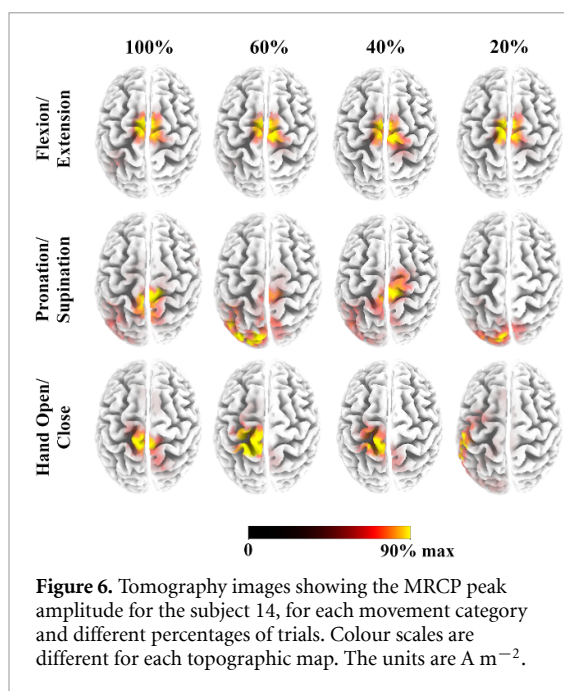 100% 60% 40% 20%
Flexion/
Extension
Pronation/
Supination
Hand Open/
Close
0 90% max
Figure 6. Tomography images showing the MRCP peak
amplitude for the subject 14, for each movement category
and different percentages of trials. Colour scales are
different for each topographic map. The units are A m⁻².